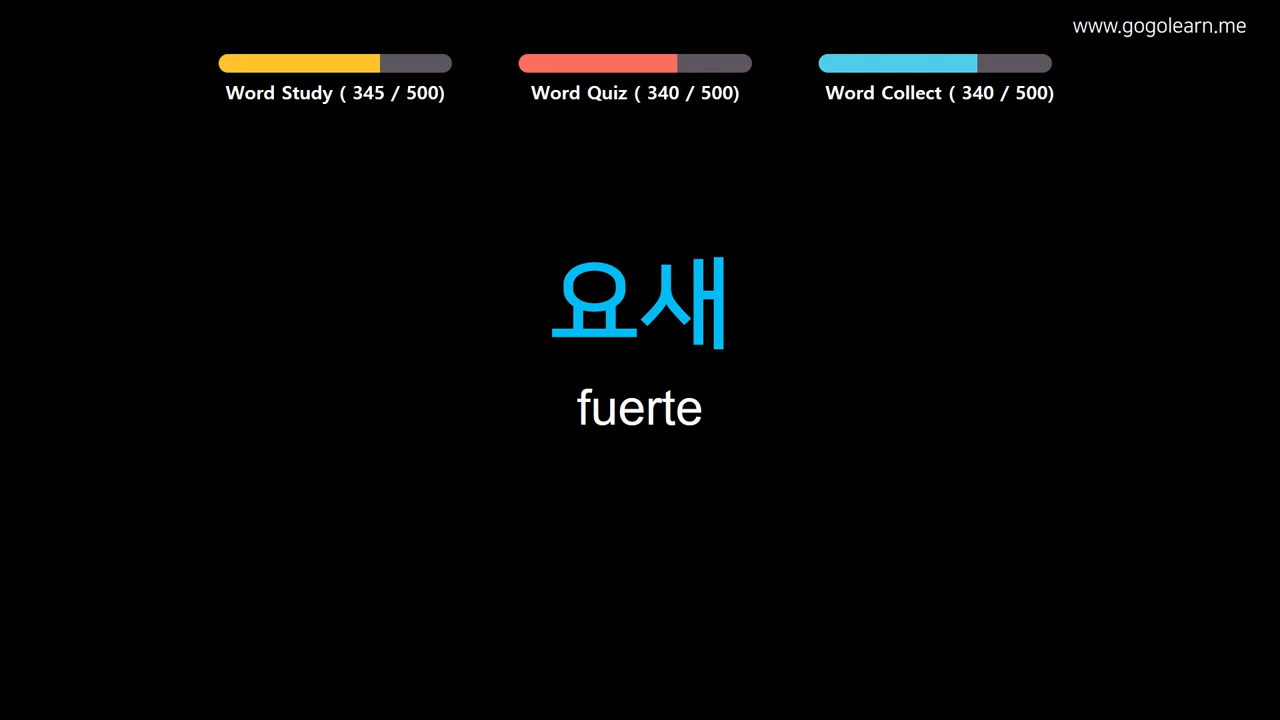 www.gogolearn.me
Word Study ( 345 / 500)
Word Quiz ( 340 / 500)
Word Collect ( 340 / 500)
요새
fuerte